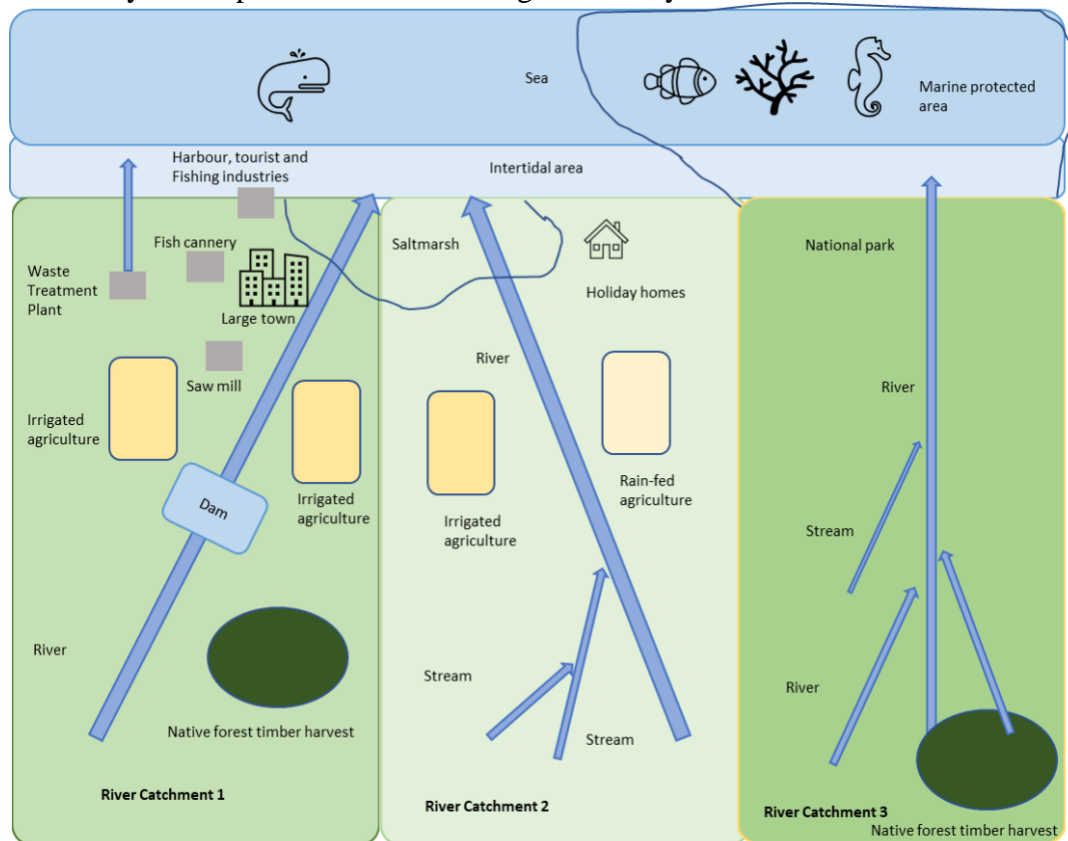 Sea
Marine protected
area
Harbour, tourist and
Fishing industries
Intertidal area
Fish cannery
Saltmarsh
National park
Waste
Treatment
Plant
Holiday homes
Large town
River
Saw mill
River
Irrigated
agriculture
Rain-fed
agriculture
Irrigated
agriculture
Dam
Irrigated
agriculture
Stream
River
Stream
River
Native forest timber harvest
Stream
River Catchment 1
River Catchment 2
River Catchment 3
Native forest timber harvest